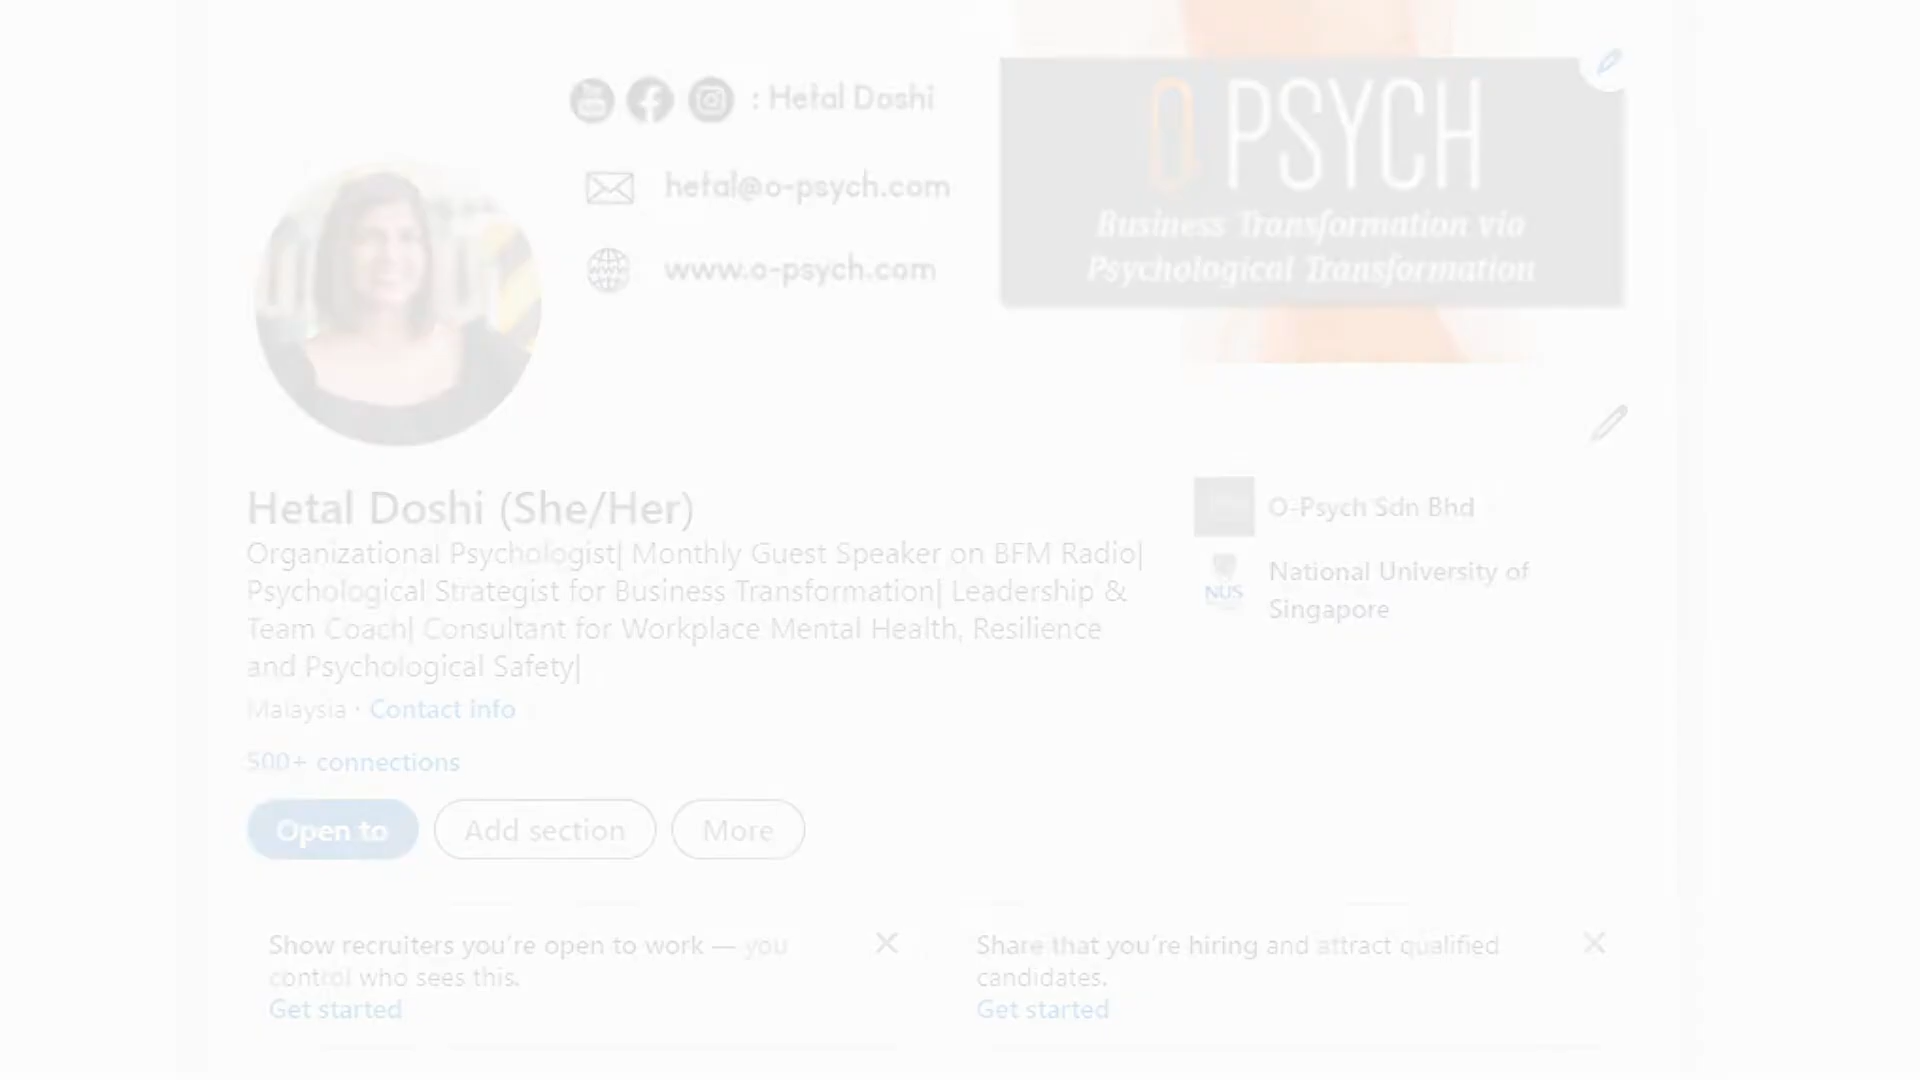 : Hetal Doshi
hetal@o-psych.com
www.o-psych.com
O PSYCH
Business Transformation via
Psychological Transformation
Hetal Doshi (She/Her)
Organizational Psychologist| Monthly Guest Speaker on BFM Radio|
Psychological Strategist for Business Transformation| Leadership &
Team Coach| Consultant for Workplace Mental Health, Resilience
and Psychological Safety|
Malaysia · Contact info
500+ connections
O-Psych Sdn Bhd
NUS
National University of
Singapore
Open to
Add section
More
Show recruiters you're open to work — you
control who sees this.
Get started
Share that you're hiring and attract qualified
candidates.
Get started